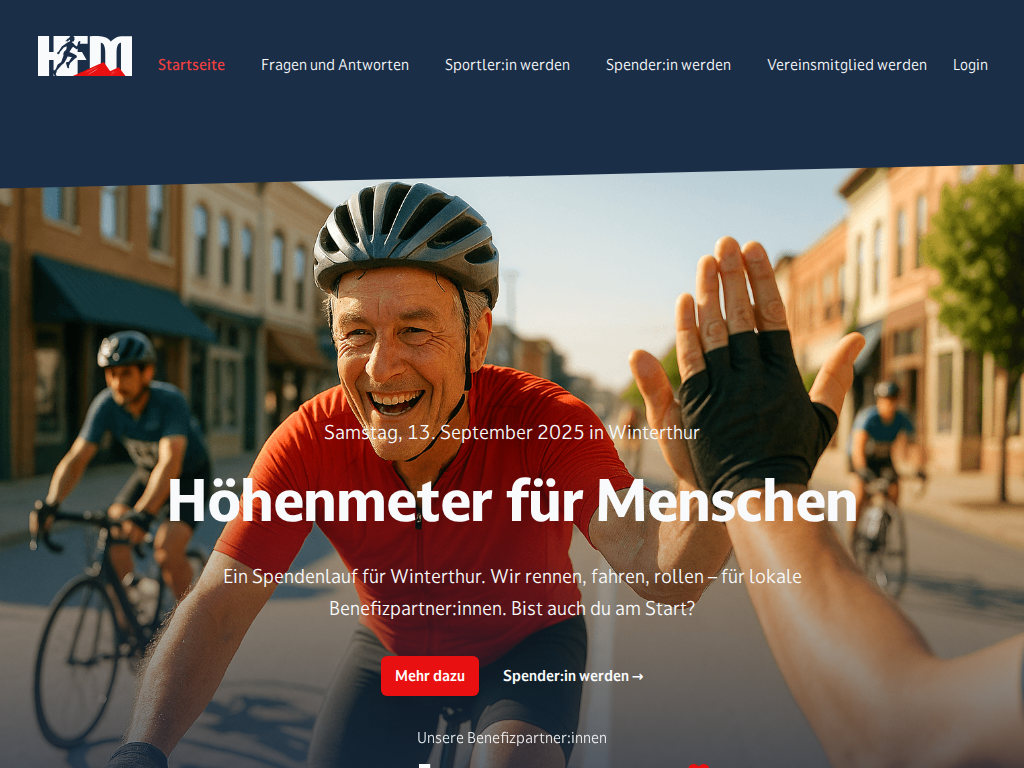 HFM
Startseite
Fragen und Antworten
Sportler:in werden
Spender:in werden
Vereinsmitglied werden
Login
Samstag, 13. September 2025 in Winterthur
Höhenmeter für Menschen
Ein Spendenlauf für Winterthur. Wir rennen, fahren, rollen – für lokale
Benefizpartner:innen. Bist auch du am Start?
Mehr dazu
Spender:in werden →
Unsere Benefizpartner:innen